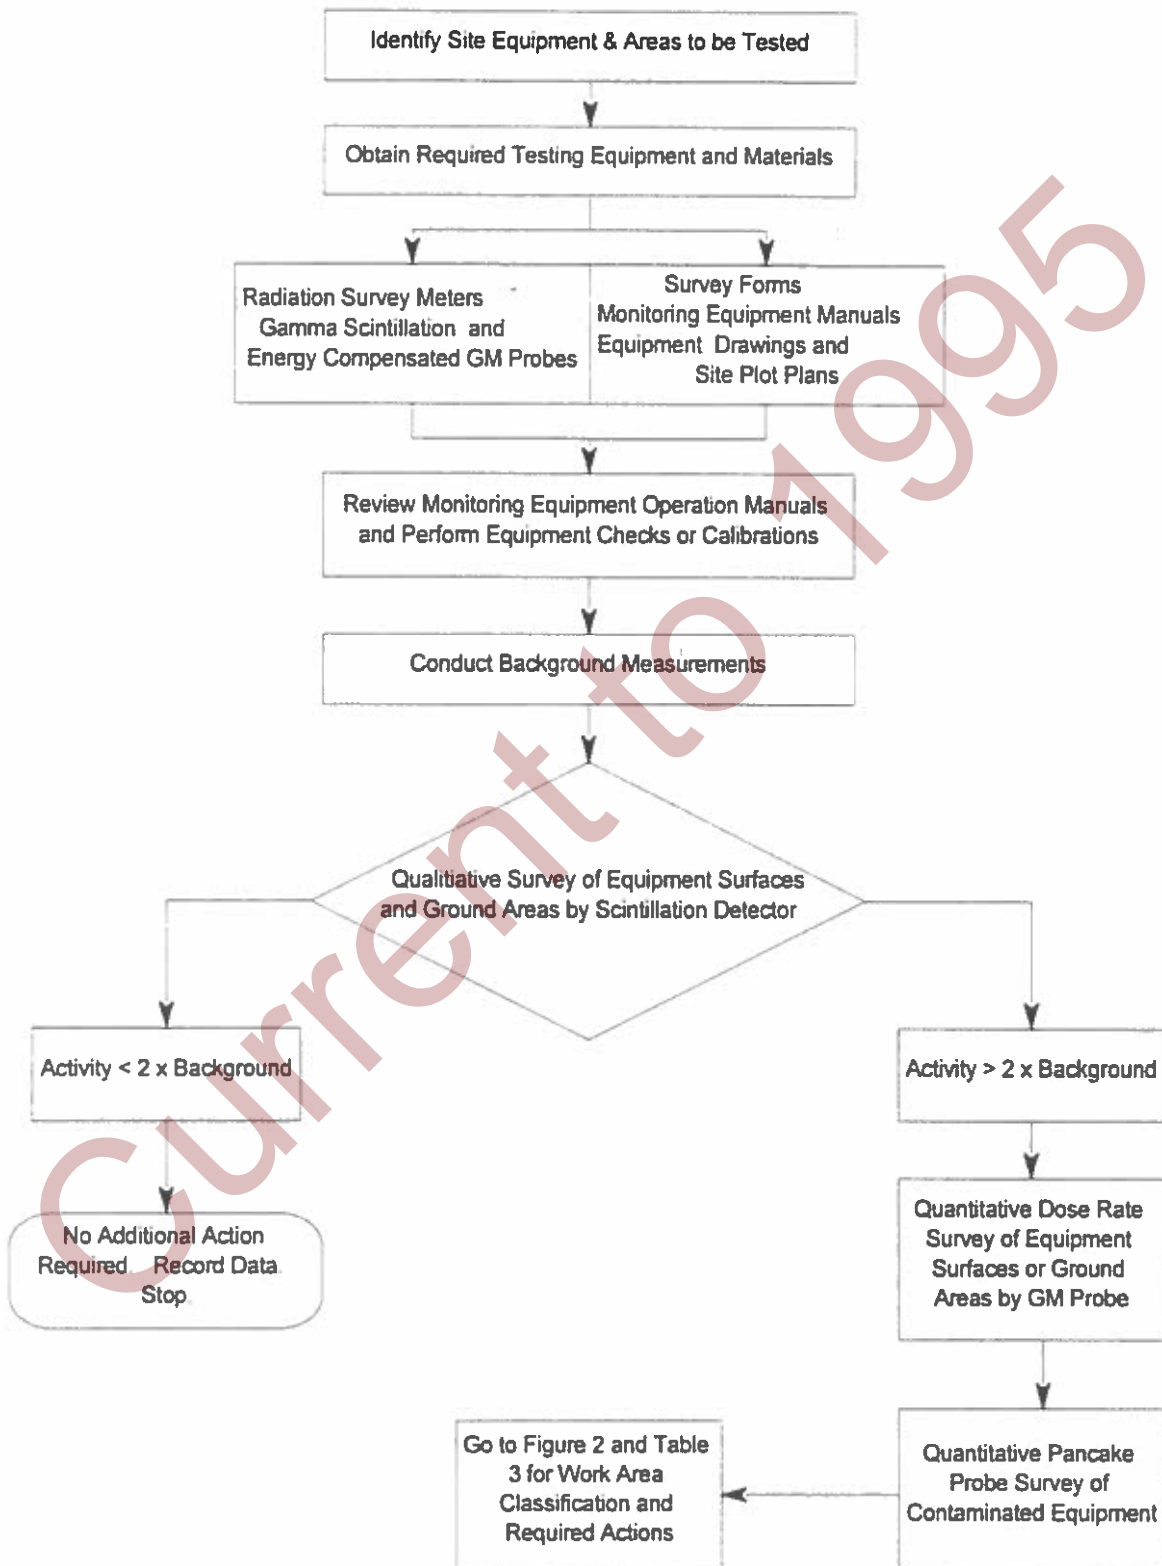 Identify Site Equipment & Areas to be Tested
Obtain Required Testing Equipment and Materials
Radiation Survey Meters
Gamma Scintillation and
Energy Compensated GM Probes
Survey Forms
Monitoring Equipment Manuals
Equipment Drawings and
Site Plot Plans
Review Monitoring Equipment Operation Manuals
and Perform Equipment Checks or Calibrations
Conduct Background Measurements
Qualitiative Survey of Equipment Surfaces
and Ground Areas by Scintillation Detector
Activity < 2 x Background
Activity > 2 x Background
No Additional Action
Required. Record Data.
Stop.
Quantitative Dose Rate
Survey of Equipment
Surfaces or Ground
Areas by GM Probe
Quantitative Pancake
Probe Survey of
Contaminated Equipment
Go to Figure 2 and Table
3 for Work Area
Classification and
Required Actions
Current to 1995